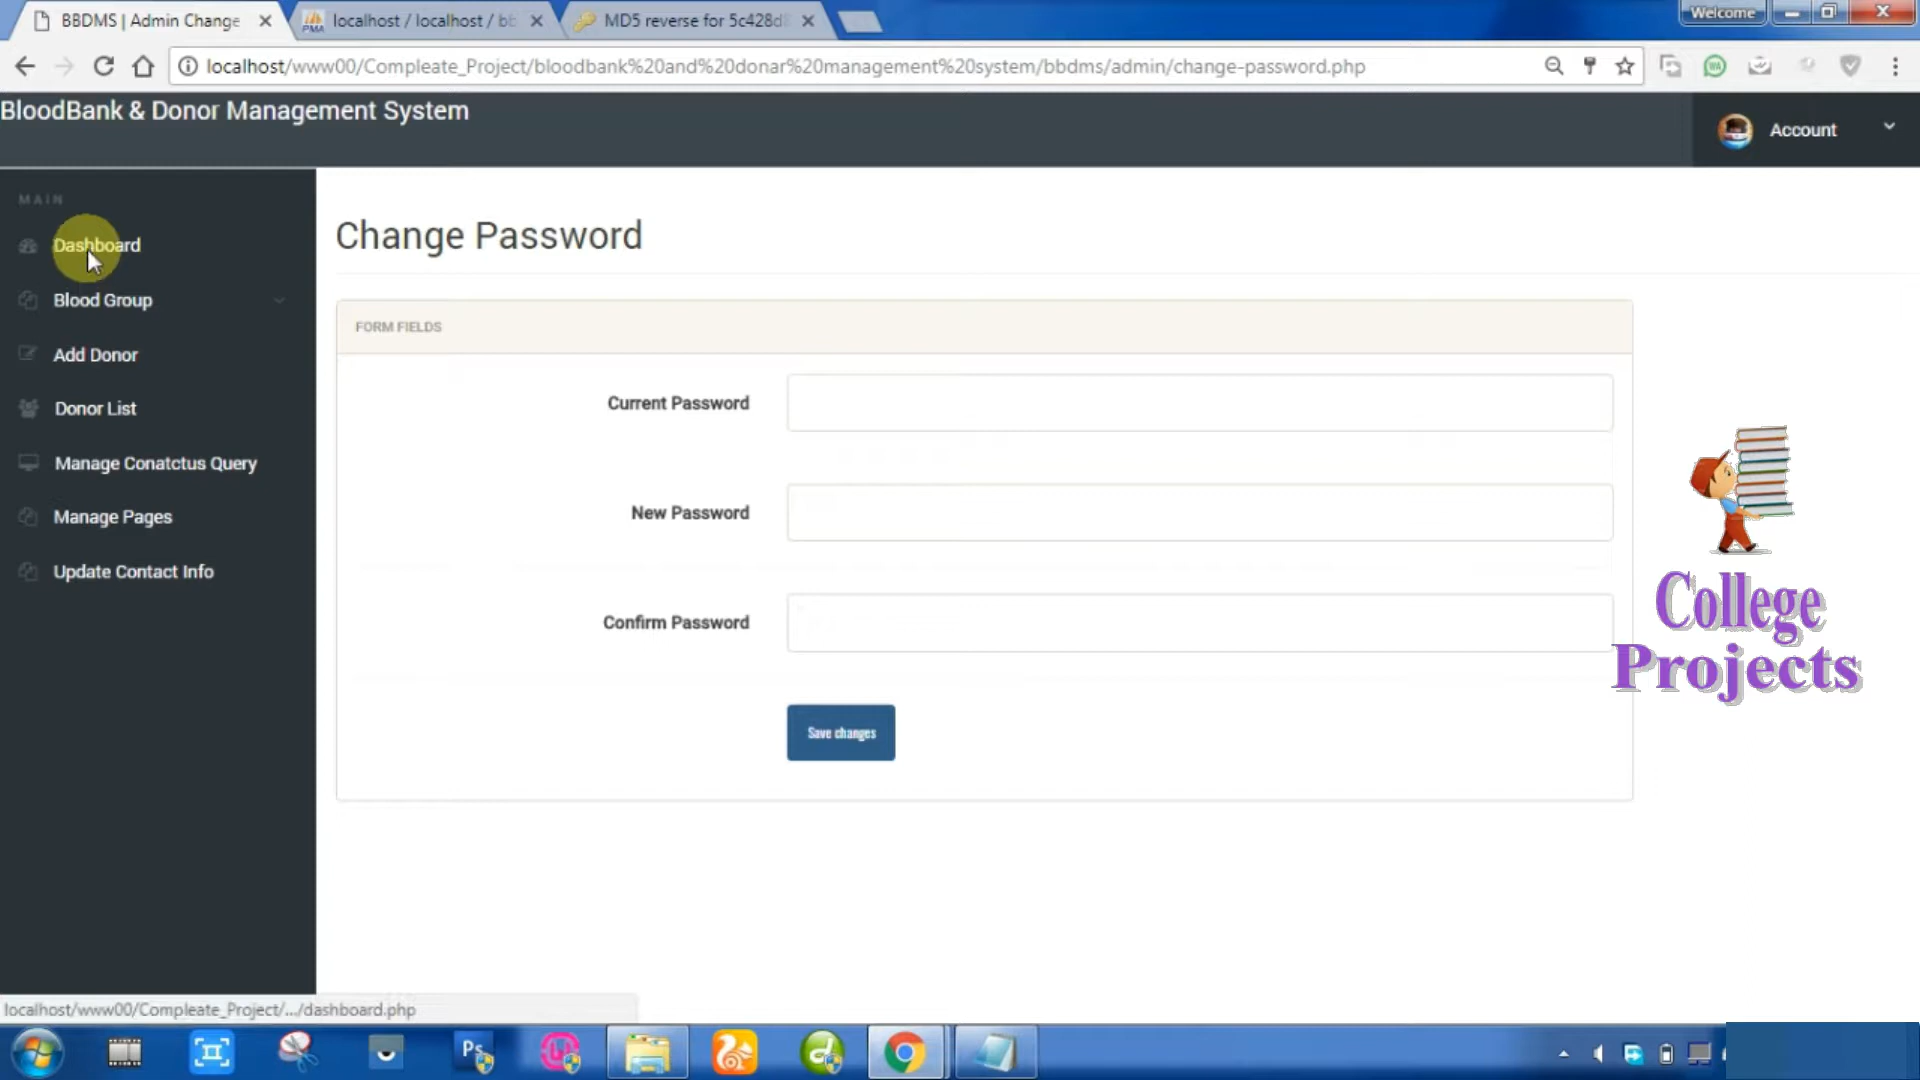 BBDMS | Admin Change
localhost / localhost / bb
MD5 reverse for 5c428d8
Welcome
localhost/www00/Compleate_Project/bloodbank%20and%20donar%20management%20system/bbdms/admin/change-password.php
BloodBank & Donor Management System
Account
MAIN
Dashboard
Blood Group
Add Donor
Donor List
Manage Conatctus Query
Manage Pages
Update Contact Info
Change Password
FORM FIELDS
Current Password
New Password
Confirm Password
Save changes
College
Projects
localhost/www00/Compleate_Project/.../dashboard.php
Ps